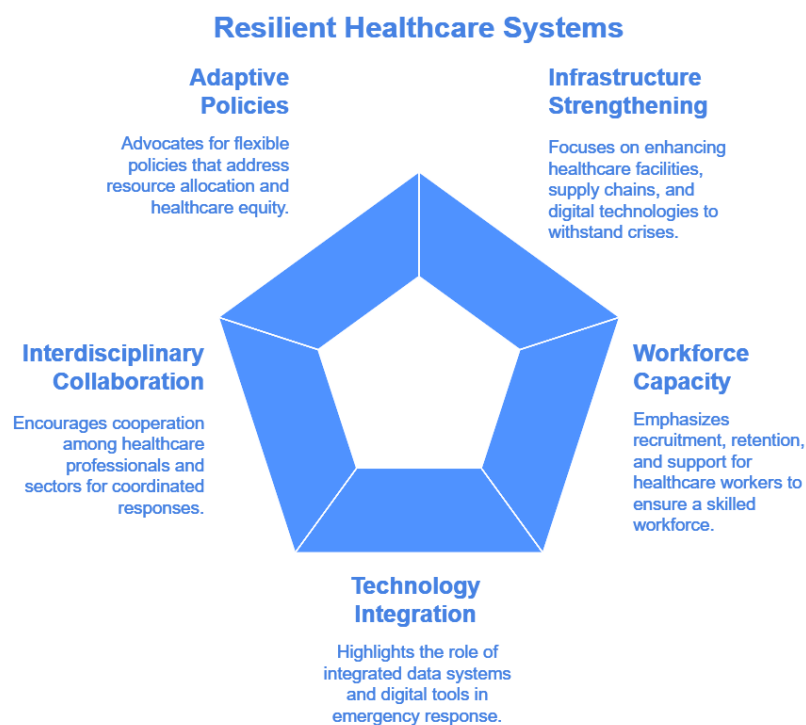 Resilient Healthcare Systems
Adaptive
Policies
Advocates for flexible
policies that address
resource allocation and
healthcare equity.
Infrastructure
Strengthening
Focuses on enhancing
healthcare facilities,
supply chains, and
digital technologies to
withstand crises.
Interdisciplinary
Collaboration
Encourages cooperation
among healthcare
professionals and
sectors for coordinated
responses.
Workforce
Capacity
Emphasizes
recruitment, retention,
and support for
healthcare workers to
ensure a skilled
workforce.
Technology
Integration
Highlights the role of
integrated data systems
and digital tools in
emergency response.